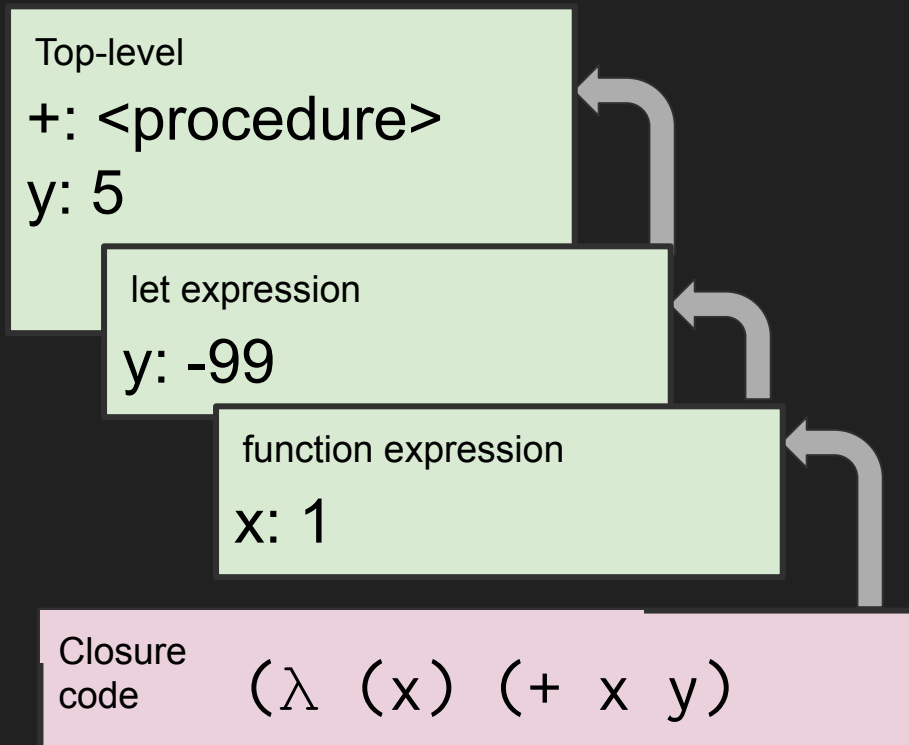 Top-level
+: <procedure>
y: 5
let expression
y: -99
function expression
x: 1
Closure
code
(λ (x) (+ x y)